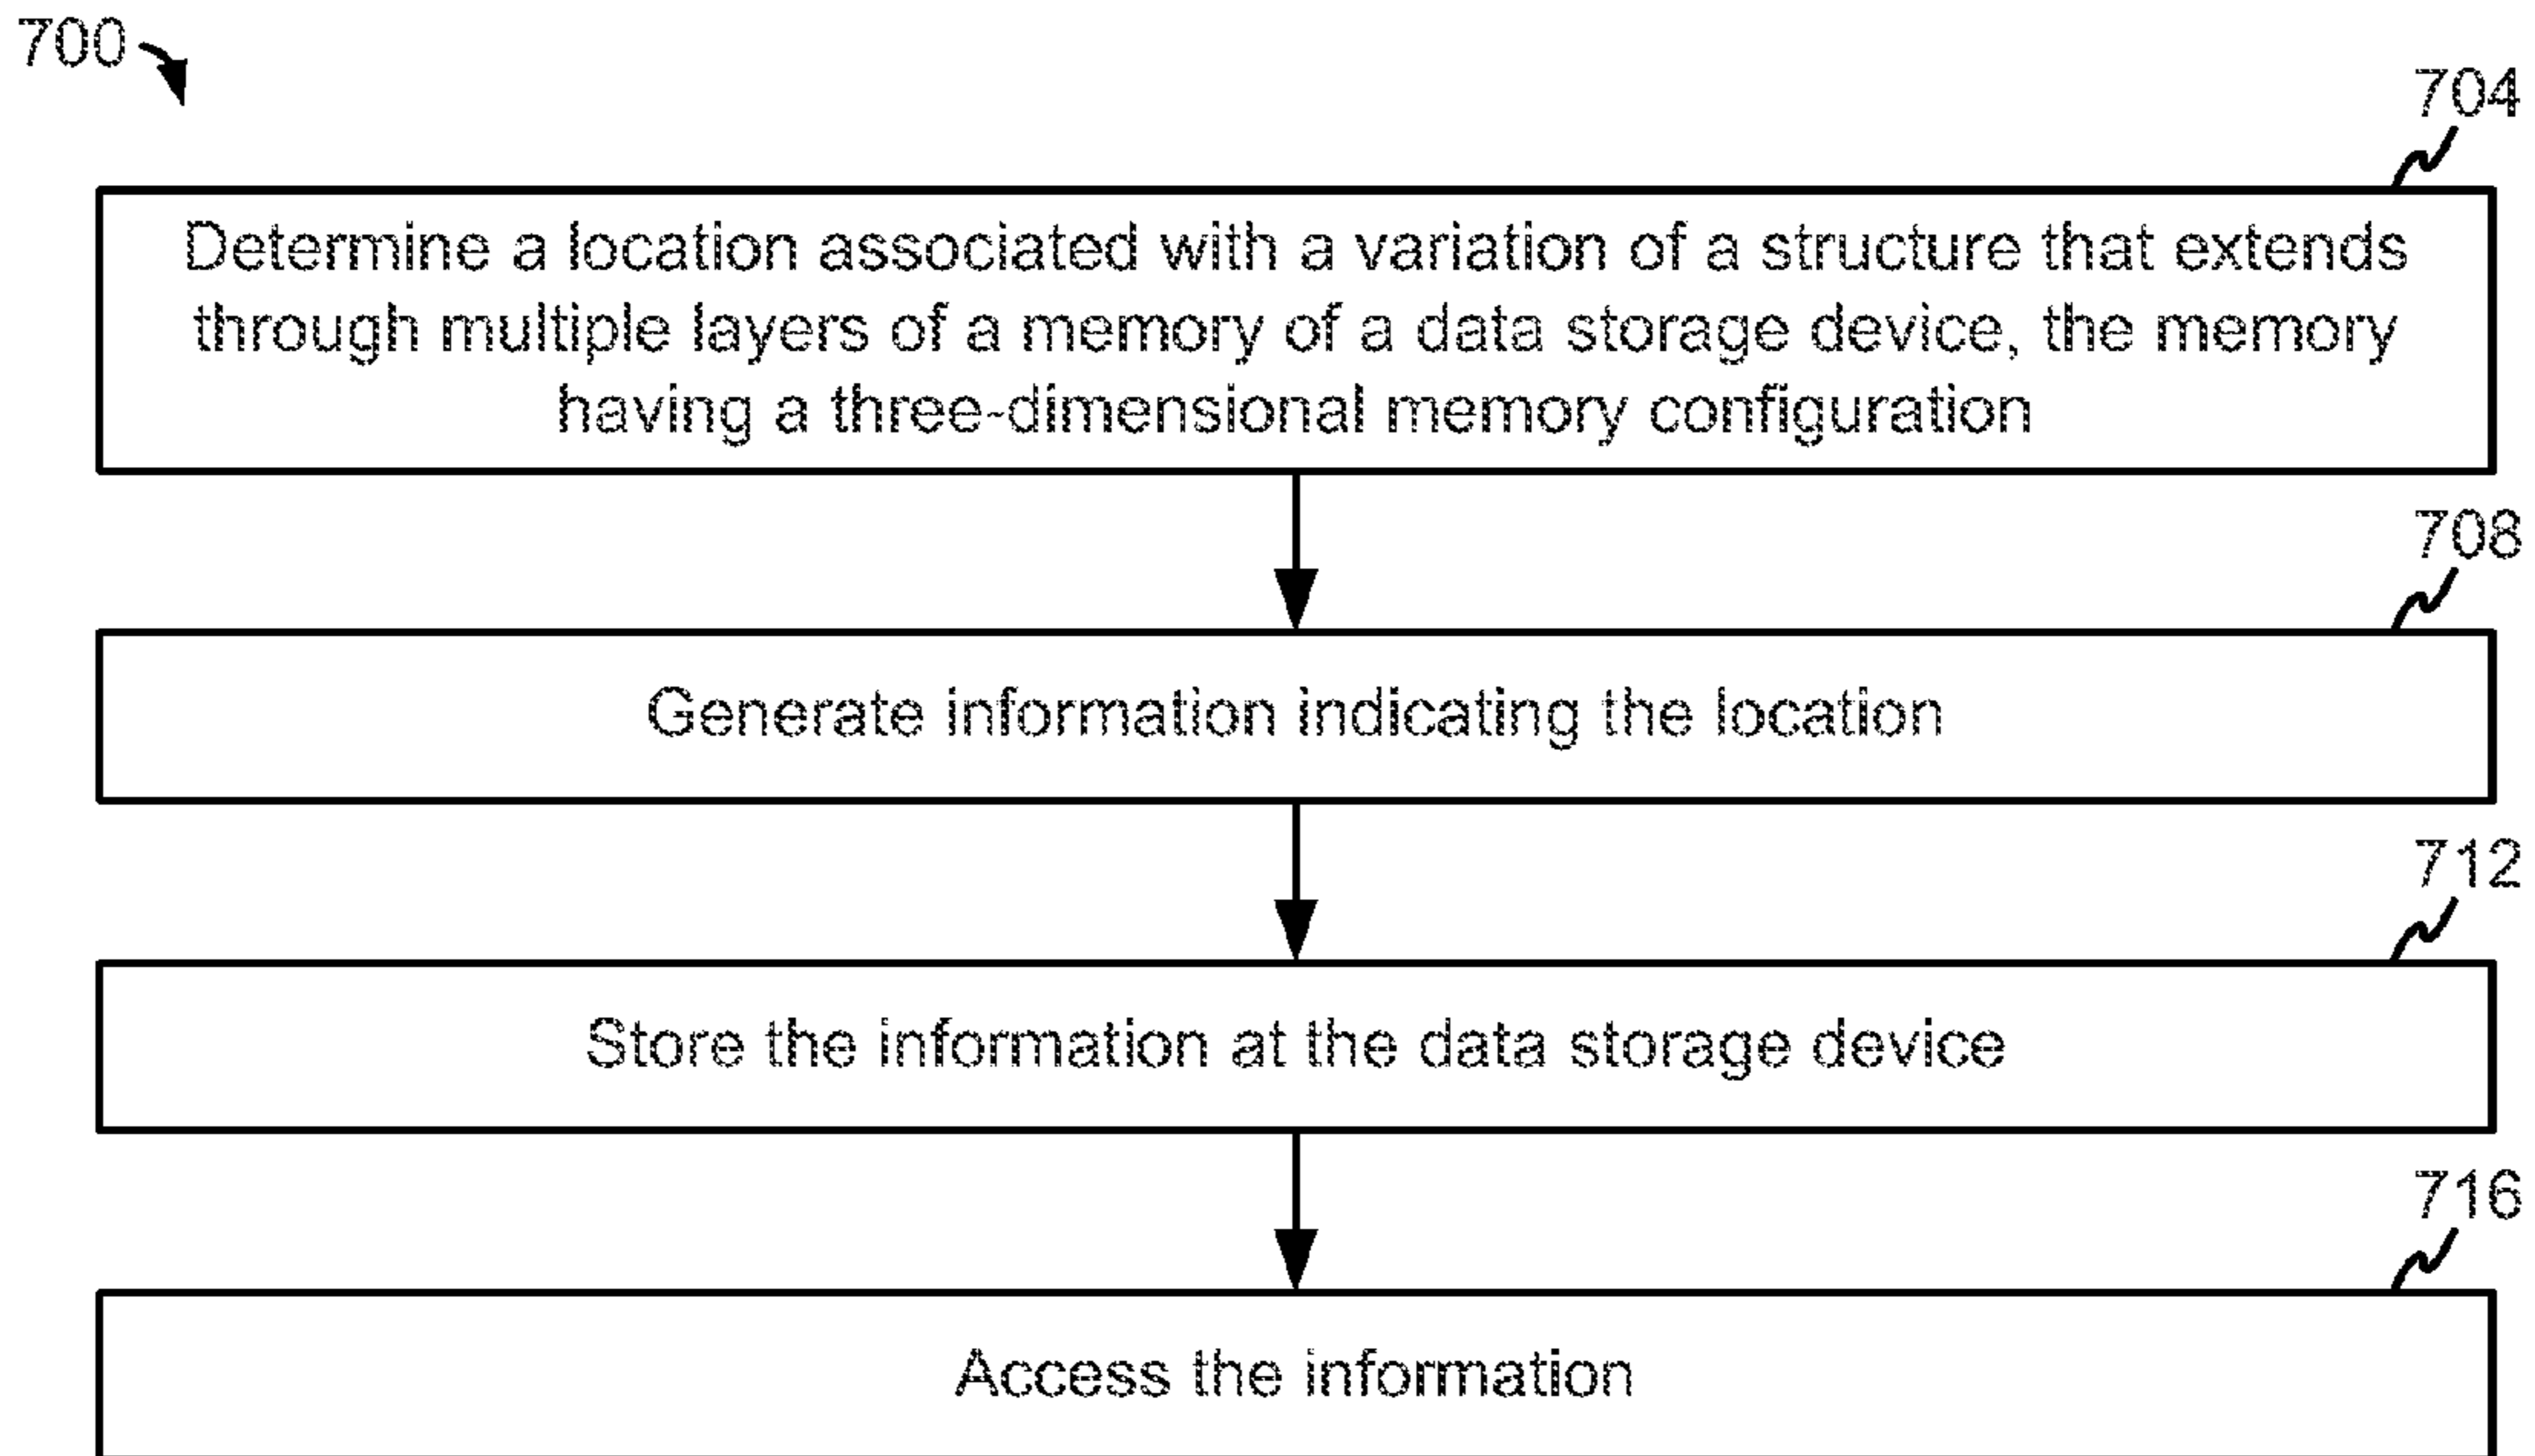 700
704
Determine a location associated with a variation of a structure that extends
through multiple layers of a memory of a data storage device, the memory
having a three-dimensional memory configuration
708
Generate information indicating the location
712
Store the information at the data storage device
716
Access the information